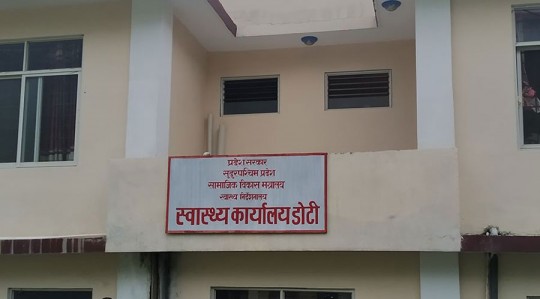 प्रदेश सरकार
सुदूरपश्चिम प्रदेश
सामाजिक विकास मन्त्रालय
स्वास्थ्य निर्देशनालय
स्वास्थ्य कार्यालय डोटी